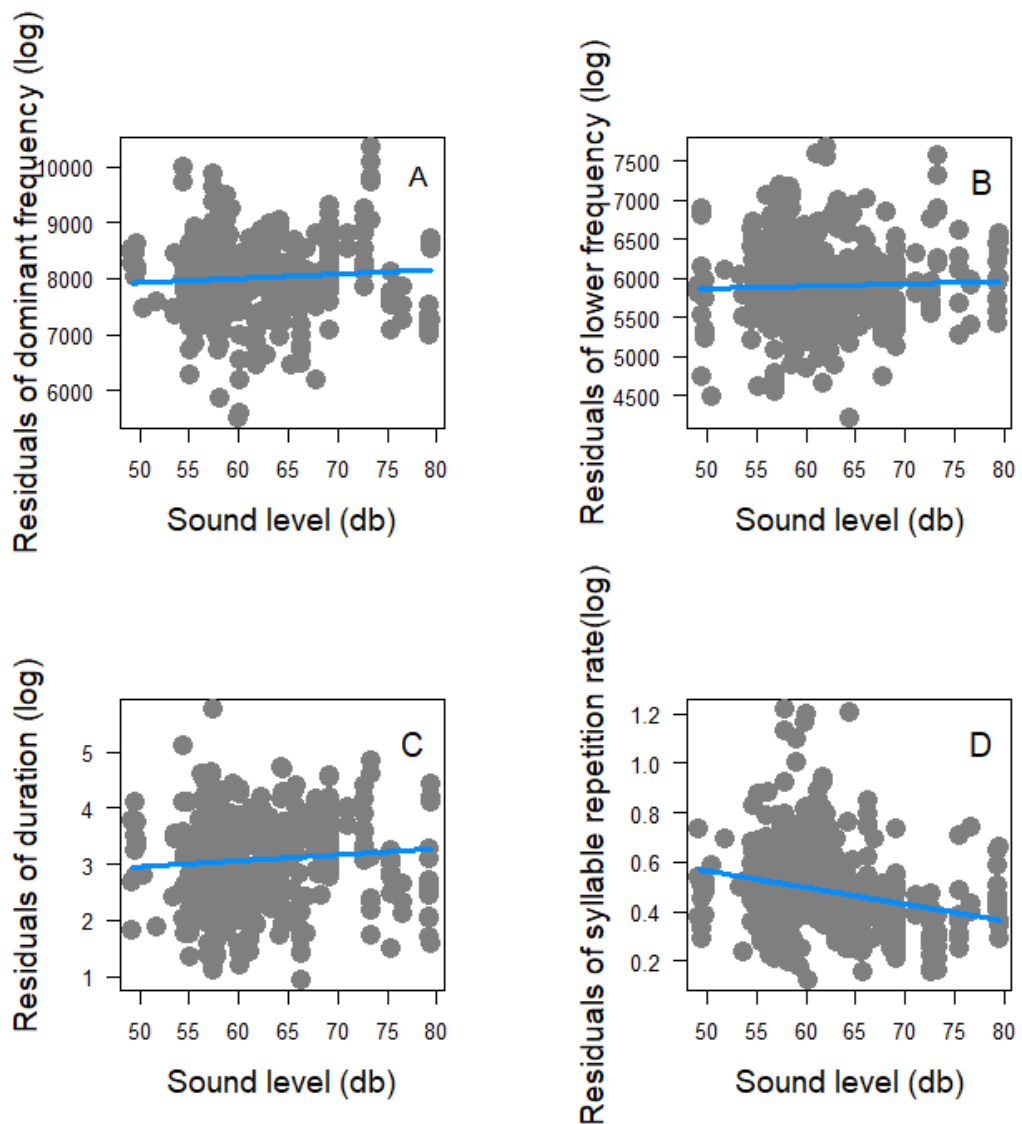 Residuals of dominant frequency (log)
10000
9000
8000
7000
6000
A
50 55 60 65 70 75 80
Sound level (db)
Residuals of lower frequency (log)
7500
7000
6500
6000
5500
5000
4500
B
50 55 60 65 70 75 80
Sound level (db)
Residuals of duration (log)
5
4
3
2
1
C
50 55 60 65 70 75 80
Sound level (db)
Residuals of syllable repetition rate(log)
1.2
1.0
0.8
0.6
0.4
0.2
D
50 55 60 65 70 75 80
Sound level (db)